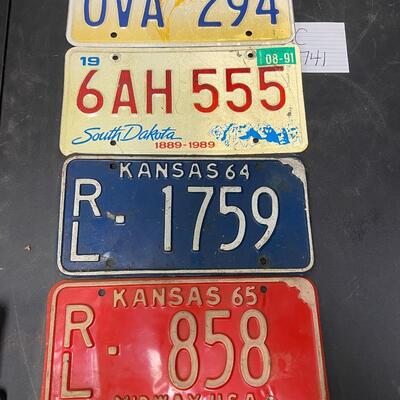 OVA 294
C
741
19
08-91
6AH 555
South Dakota
1889-1989
KANSAS 64
RL - 1759
KANSAS 65
RL - 858
MIDWAY U.S.A.